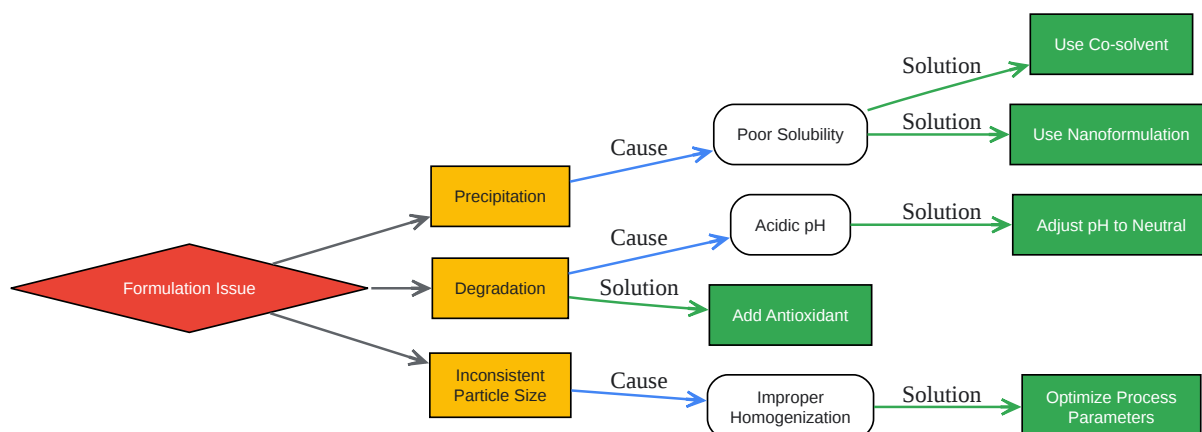 Use Co-solvent
Solution
Poor Solubility
Solution
Use Nanoformulation
Cause
Precipitation
Acidic pH
Solution
Adjust pH to Neutral
Cause
Formulation Issue
Degradation
Solution
Add Antioxidant
Inconsistent
Particle Size
Cause
Improper
Homogenization
Solution
Optimize Process
Parameters